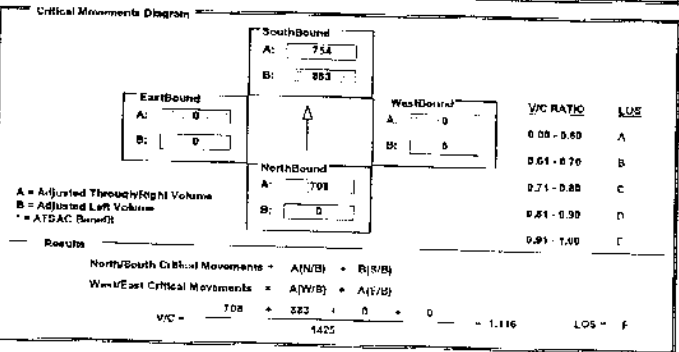 Critical Movements Diagram
SouthBound
A: 754
B: 883
EastBound
A: 0
B: 0
WestBound
A: 0
B: 0
NorthBound
A: 708
B: 0
V/C RATIO LOS
0.00 - 0.60 A
0.61 - 0.70 B
0.71 - 0.80 C
0.81 - 0.90 D
0.91 - 1.00 E
A = Adjusted Through/Right Volume
B = Adjusted Left Volume
* = ATSAC Benefit
Results
North/South Critical Movements = A(N/B) + B(S/B)
West/East Critical Movements = A(W/B) + A(E/B)
V/C = 708 + 883 + 0 + 0 = 1.116 LOS = F
1425